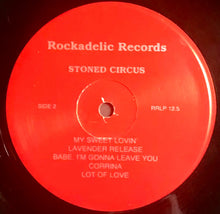 Rockadelic Records
STONED CIRCUS
SIDE 2
RRLP 12.5
MY SWEET LOVIN'
LAVENDER RELEASE
BABE. I'M GONNA LEAVE YOU
CORRINA
LOT OF LOVE